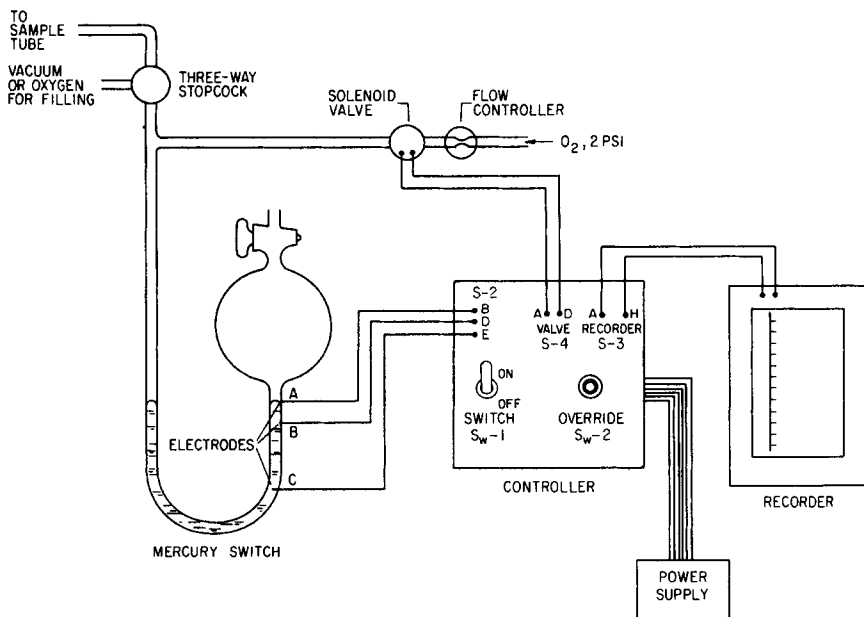 TO
SAMPLE
TUBE
VACUUM
OR OXYGEN
FOR FILLING
THREE-WAY
STOPCOCK
SOLENOID
VALVE
FLOW
CONTROLLER
O₂, 2 PSI
S-2
B
D
E
A D
VALVE
S-4
A H
RECORDER
S-3
ON
OFF
SWITCH
Sw-1
OVERRIDE
Sw-2
CONTROLLER
RECORDER
A
B
C
ELECTRODES
MERCURY SWITCH
POWER
SUPPLY